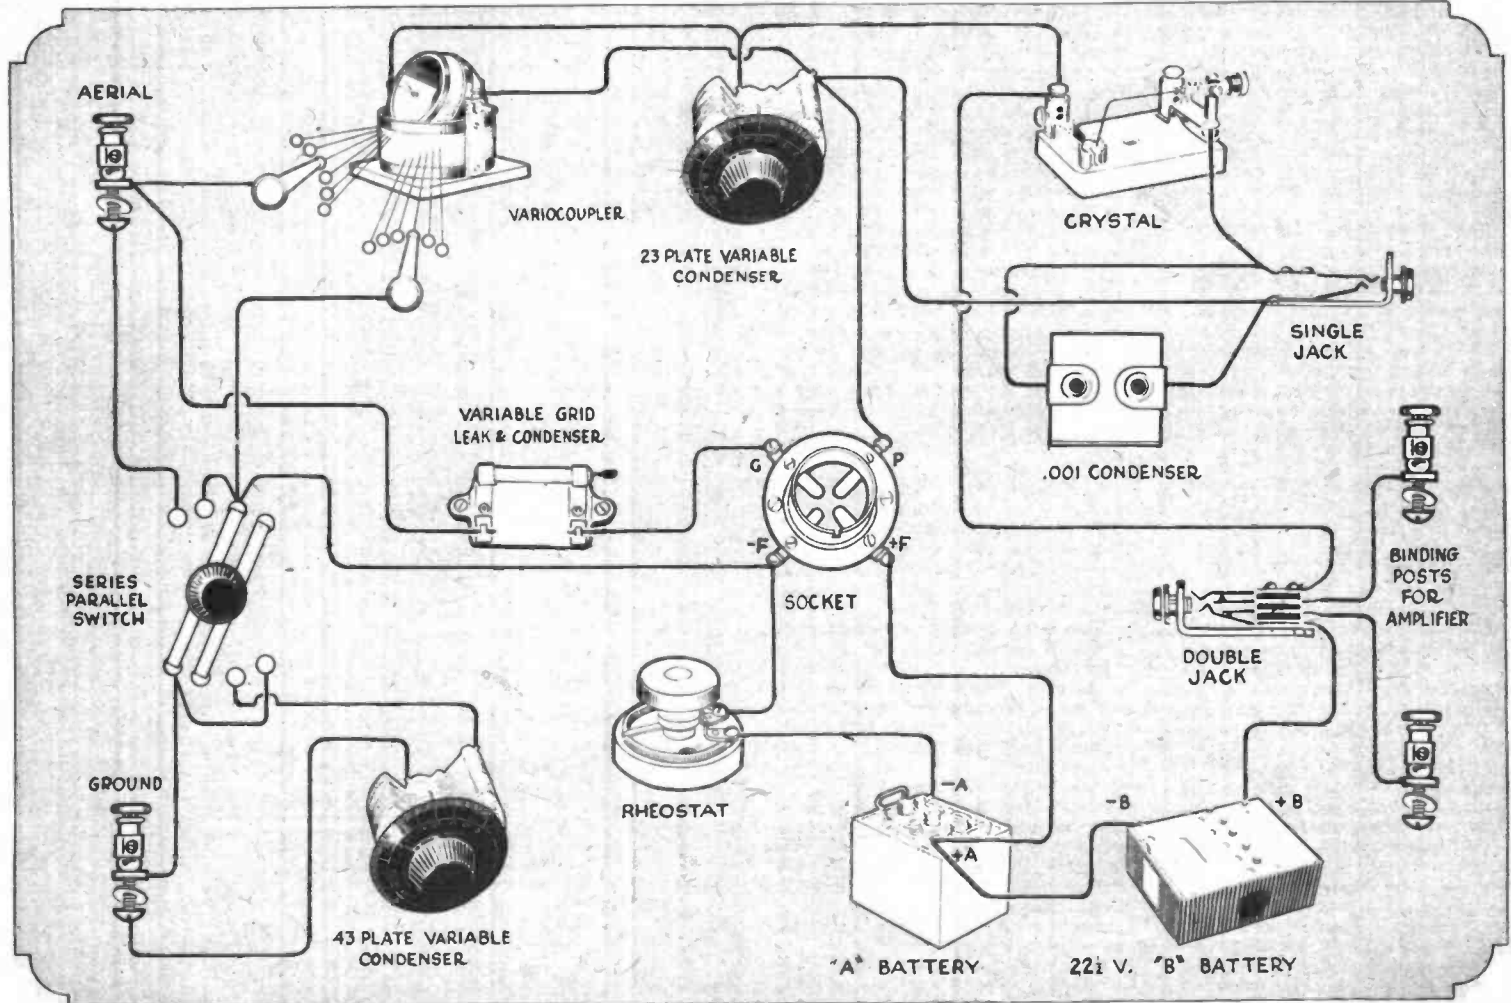 AERIAL
VARIOCOUPLER
23 PLATE VARIABLE
CONDENSER
CRYSTAL
SINGLE
JACK
.001 CONDENSER
VARIABLE GRID
LEAK & CONDENSER
G
P
-F
+F
SOCKET
SERIES
PARALLEL
SWITCH
BINDING
POSTS
FOR
AMPLIFIER
DOUBLE
JACK
RHEOSTAT
GROUND
-A
+A
-B
+B
43 PLATE VARIABLE
CONDENSER
"A" BATTERY
22½ V. "B" BATTERY